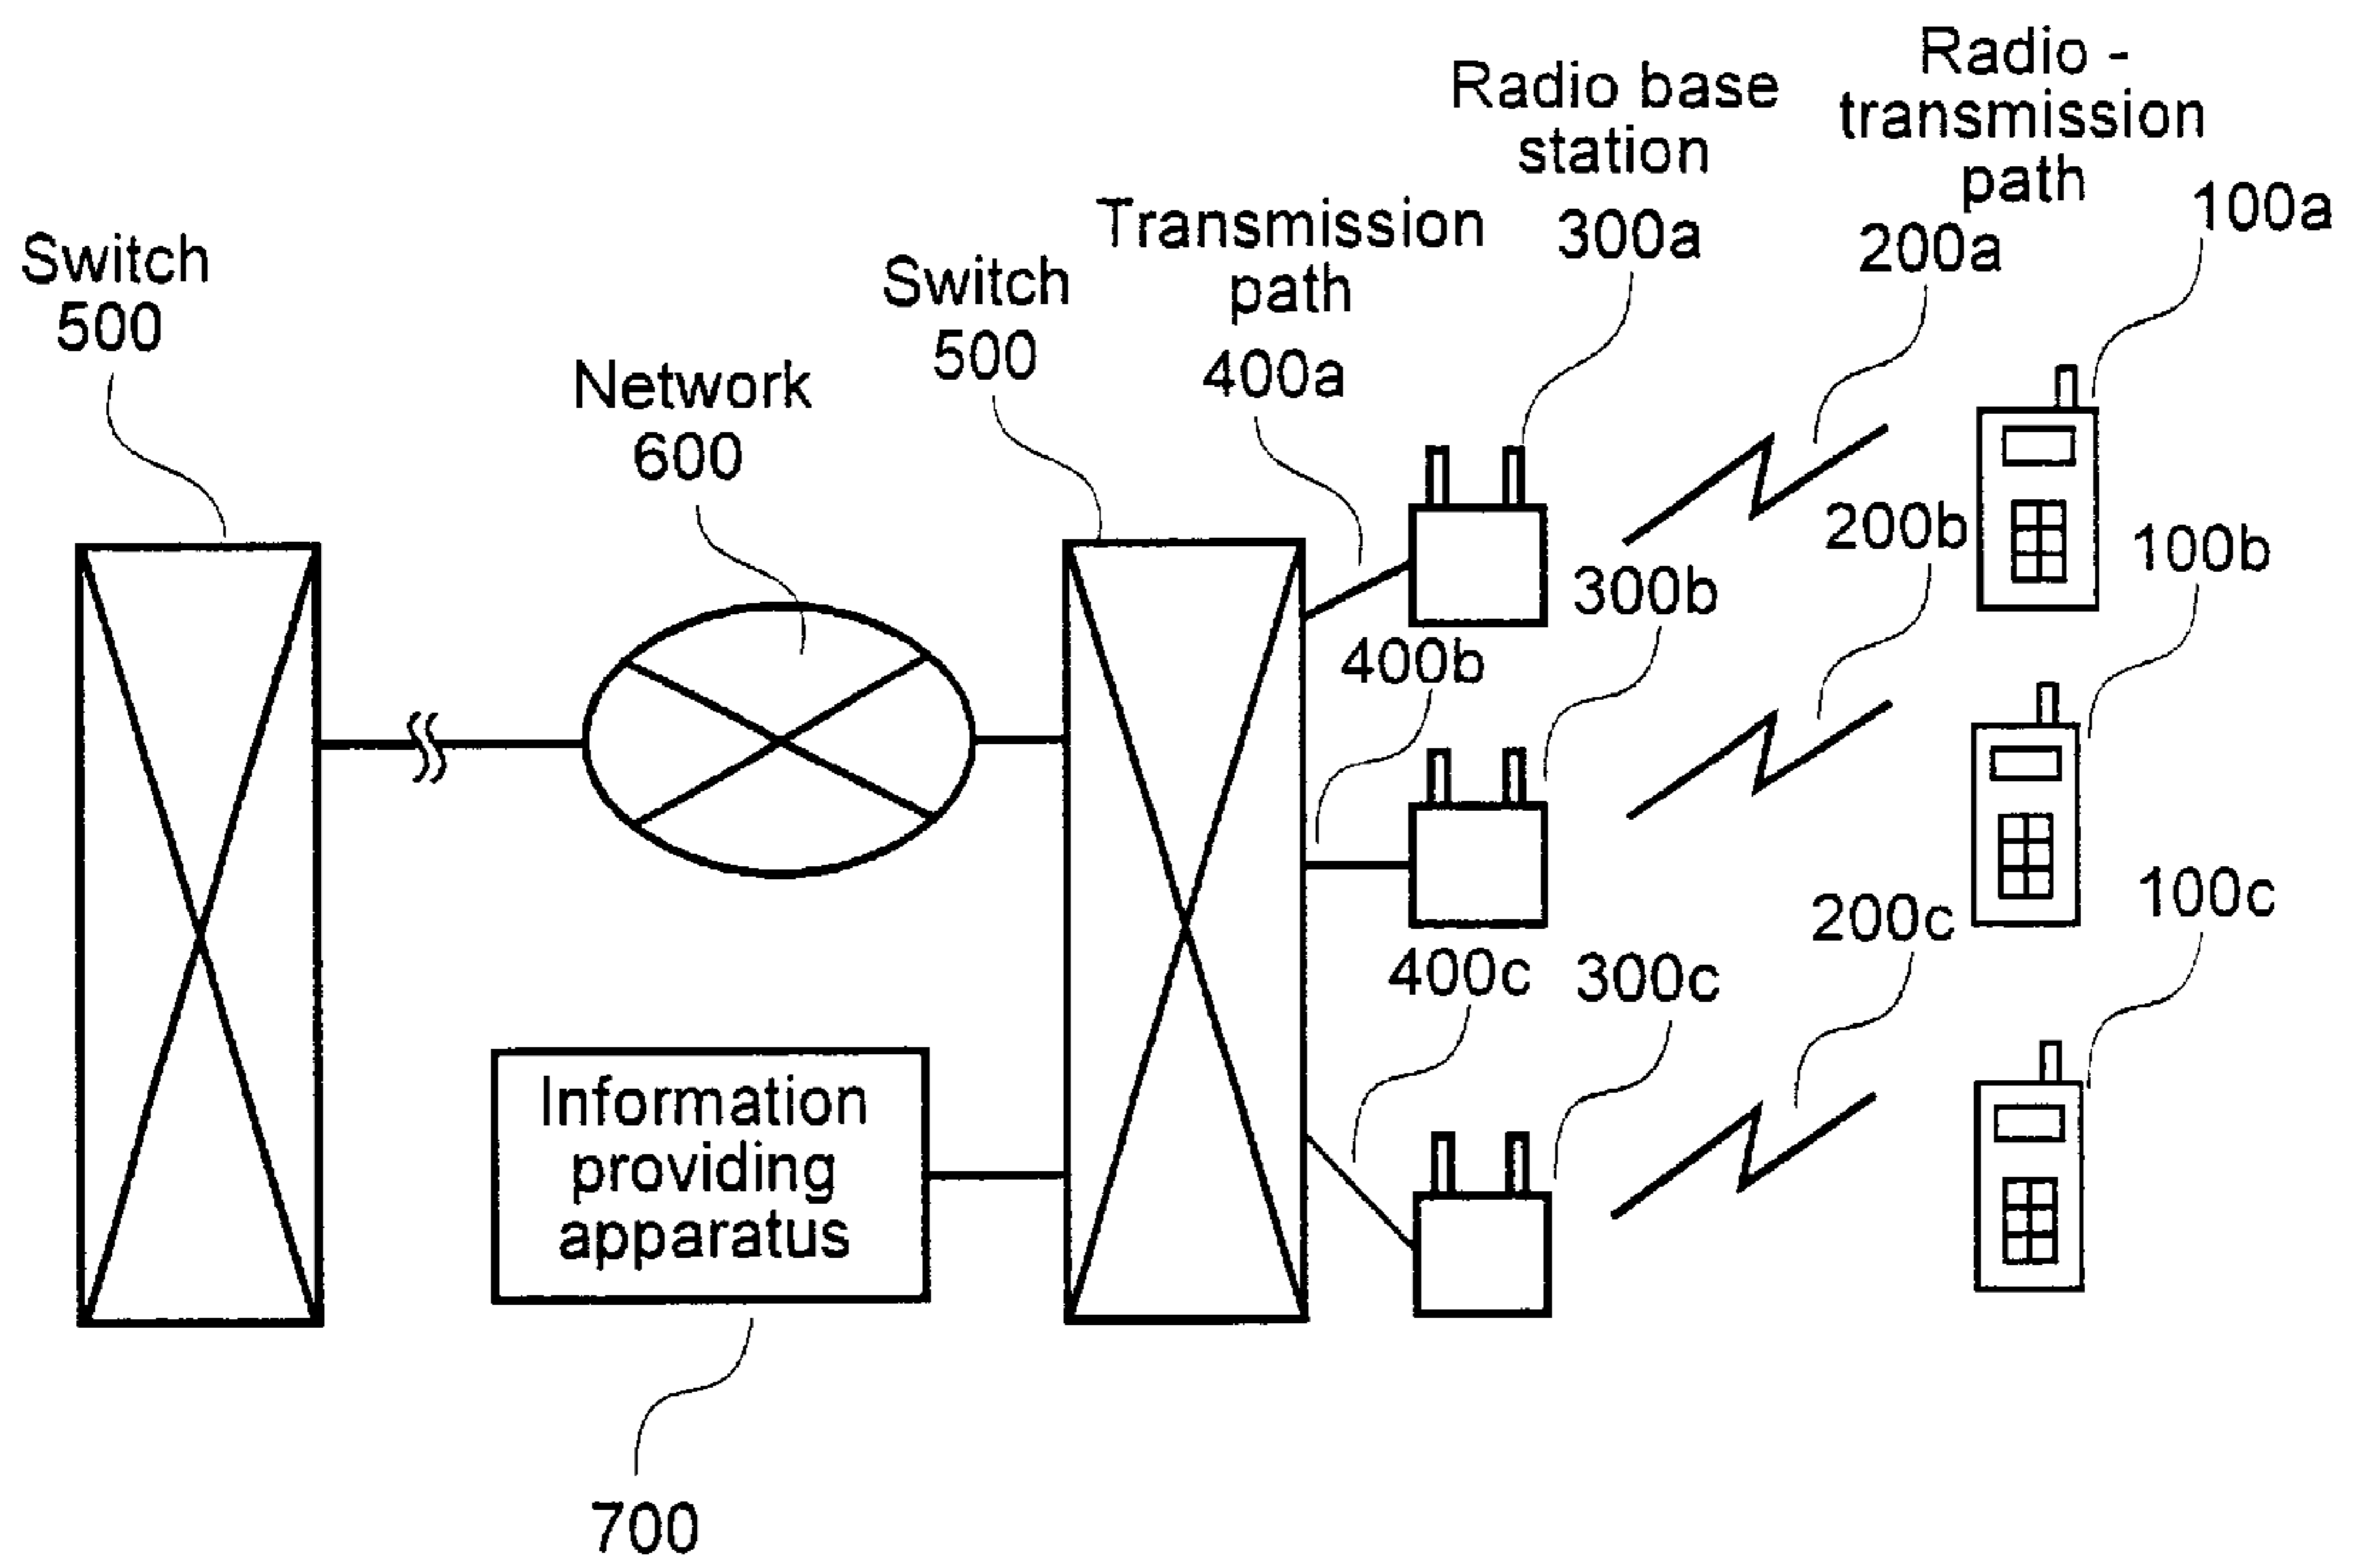 Radio -
transmission
path
200a
100a
Radio base
station
300a
Transmission
path
400a
Switch
500
Switch
500
Network
600
200b
100b
300b
400b
200c
100c
400c
300c
Information
providing
apparatus
700